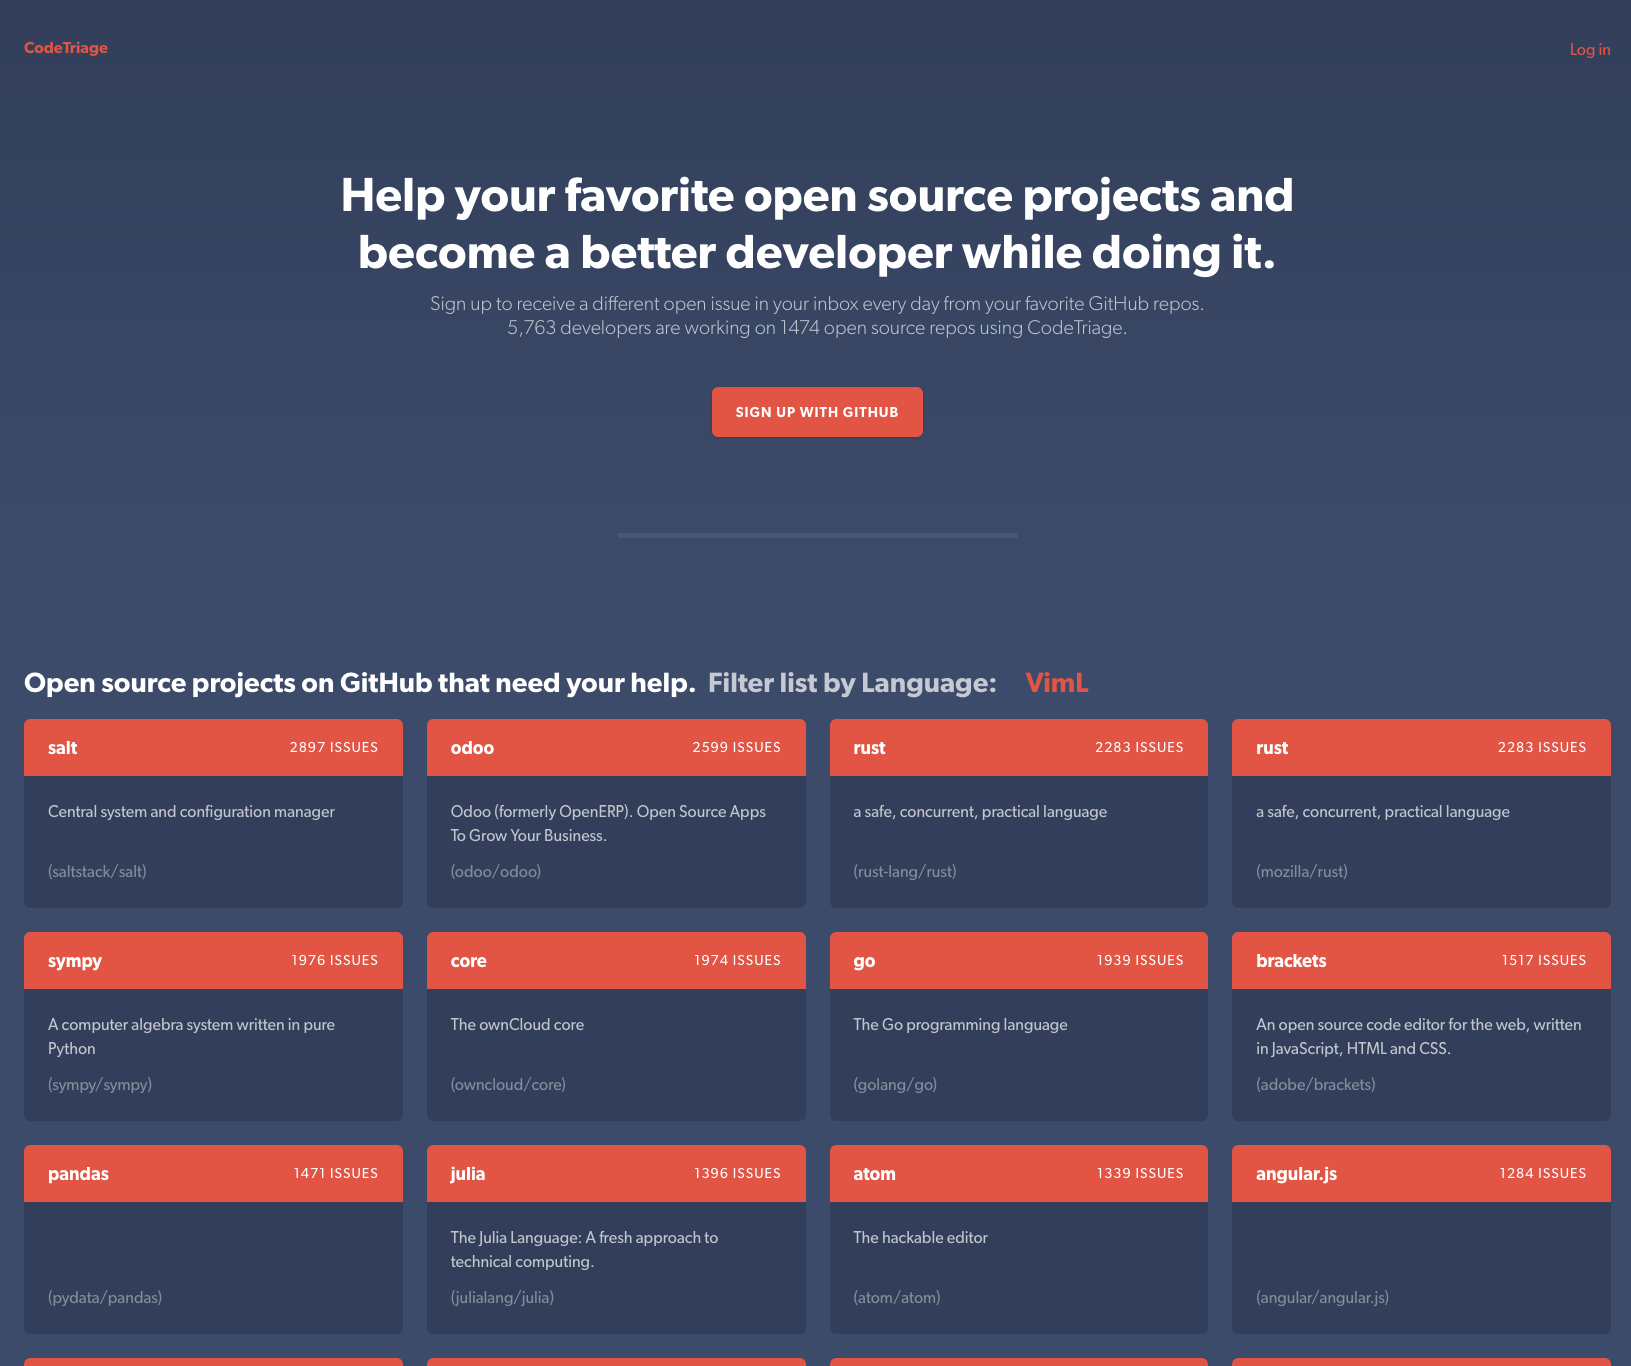 CodeTriage
Log in
Help your favorite open source projects and
become a better developer while doing it.
Sign up to receive a different open issue in your inbox every day from your favorite GitHub repos.
5,763 developers are working on 1474 open source repos using CodeTriage.
SIGN UP WITH GITHUB
Open source projects on GitHub that need your help. Filter list by Language: VimL
salt 2897 ISSUES
Central system and configuration manager
(saltstack/salt)
odoo 2599 ISSUES
Odoo (formerly OpenERP). Open Source Apps
To Grow Your Business.
(odoo/odoo)
rust 2283 ISSUES
a safe, concurrent, practical language
(rust-lang/rust)
rust 2283 ISSUES
a safe, concurrent, practical language
(mozilla/rust)
sympy 1976 ISSUES
A computer algebra system written in pure
Python
(sympy/sympy)
core 1974 ISSUES
The ownCloud core
(owncloud/core)
go 1939 ISSUES
The Go programming language
(golang/go)
brackets 1517 ISSUES
An open source code editor for the web, written
in JavaScript, HTML and CSS.
(adobe/brackets)
pandas 1471 ISSUES
(pydata/pandas)
julia 1396 ISSUES
The Julia Language: A fresh approach to
technical computing.
(julialang/julia)
atom 1339 ISSUES
The hackable editor
(atom/atom)
angular.js 1284 ISSUES
(angular/angular.js)